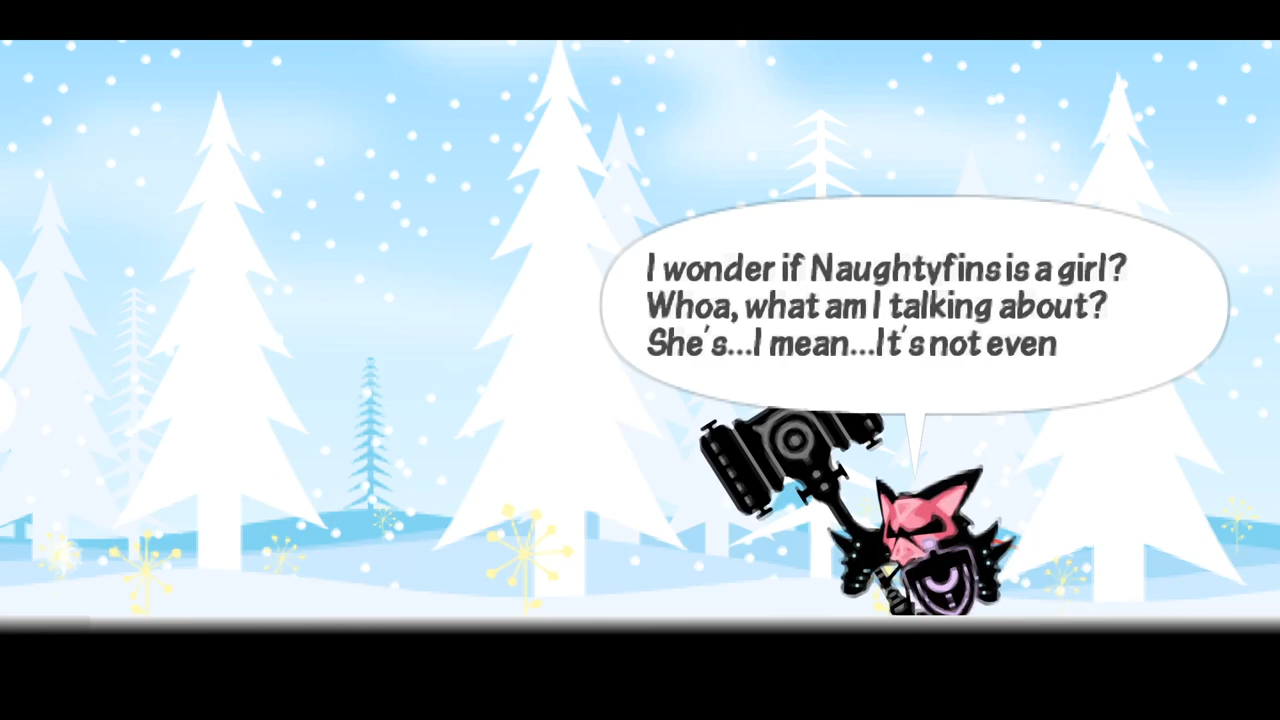 I wonder if Naughtyfins is a girl?
Whoa, what am I talking about?
She's...I mean...It's not even